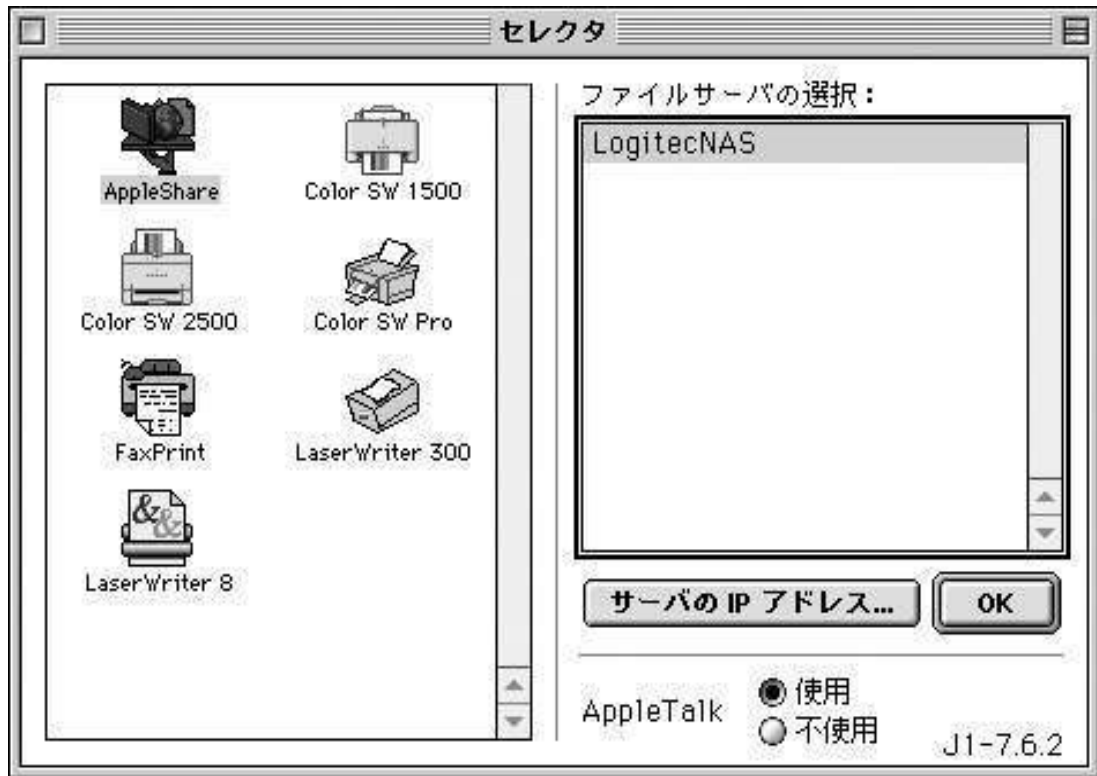 セレクタ
AppleShare
Color SW 1500
Color SW 2500
Color SW Pro
FaxPrint
LaserWriter 300
LaserWriter 8
ファイルサーバの選択：
LogitecNAS
サーバの IP アドレス...
OK
AppleTalk
使用
不使用
J1-7.6.2